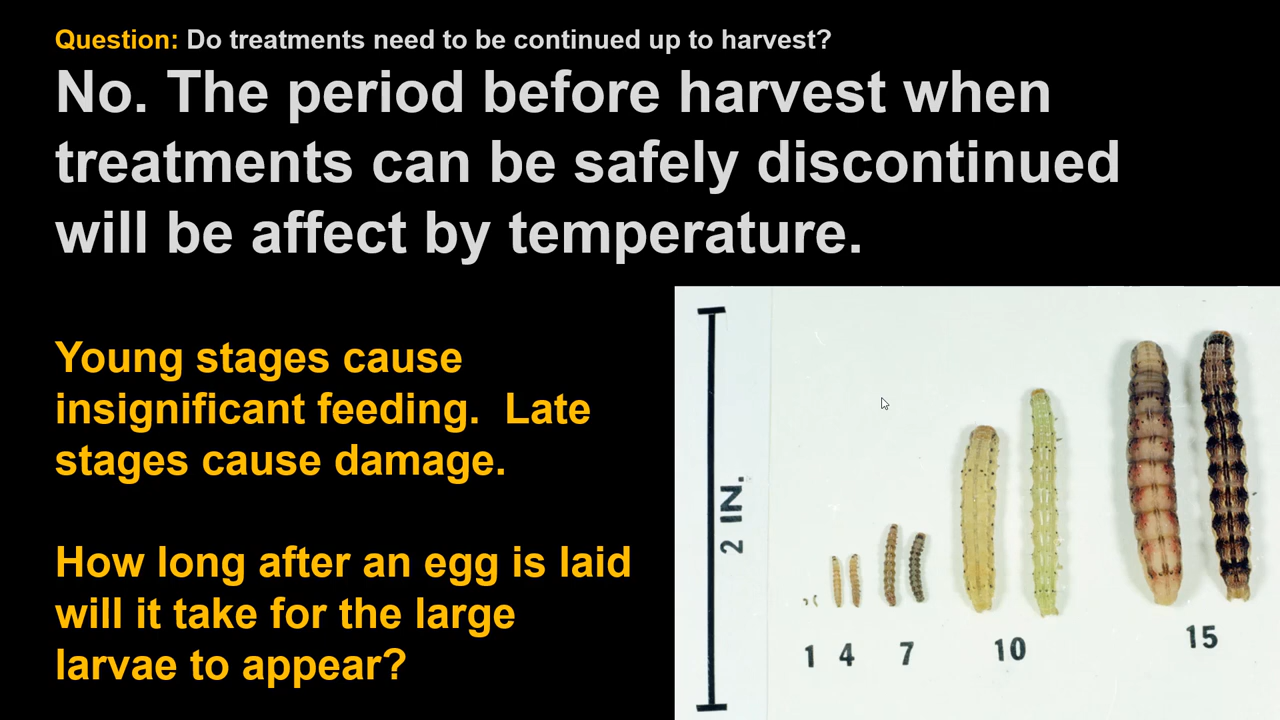 Question: Do treatments need to be continued up to harvest?
No. The period before harvest when
treatments can be safely discontinued
will be affect by temperature.
Young stages cause
insignificant feeding.  Late
stages cause damage.
How long after an egg is laid
will it take for the large
larvae to appear?
2 IN.
1 4 7 10 15